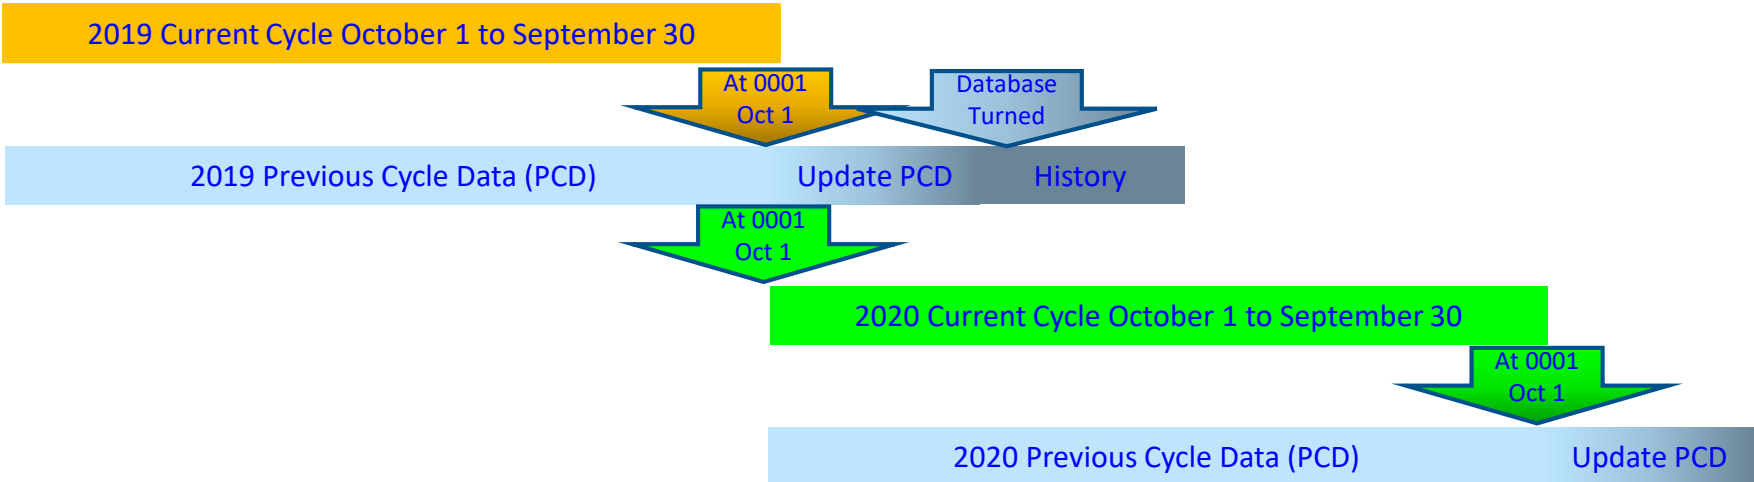 2019 Current Cycle October 1 to September 30
At 0001
Oct 1
Database
Turned
2019 Previous Cycle Data (PCD)
Update PCD
History
At 0001
Oct 1
2020 Current Cycle October 1 to September 30
At 0001
Oct 1
2020 Previous Cycle Data (PCD)
Update PCD